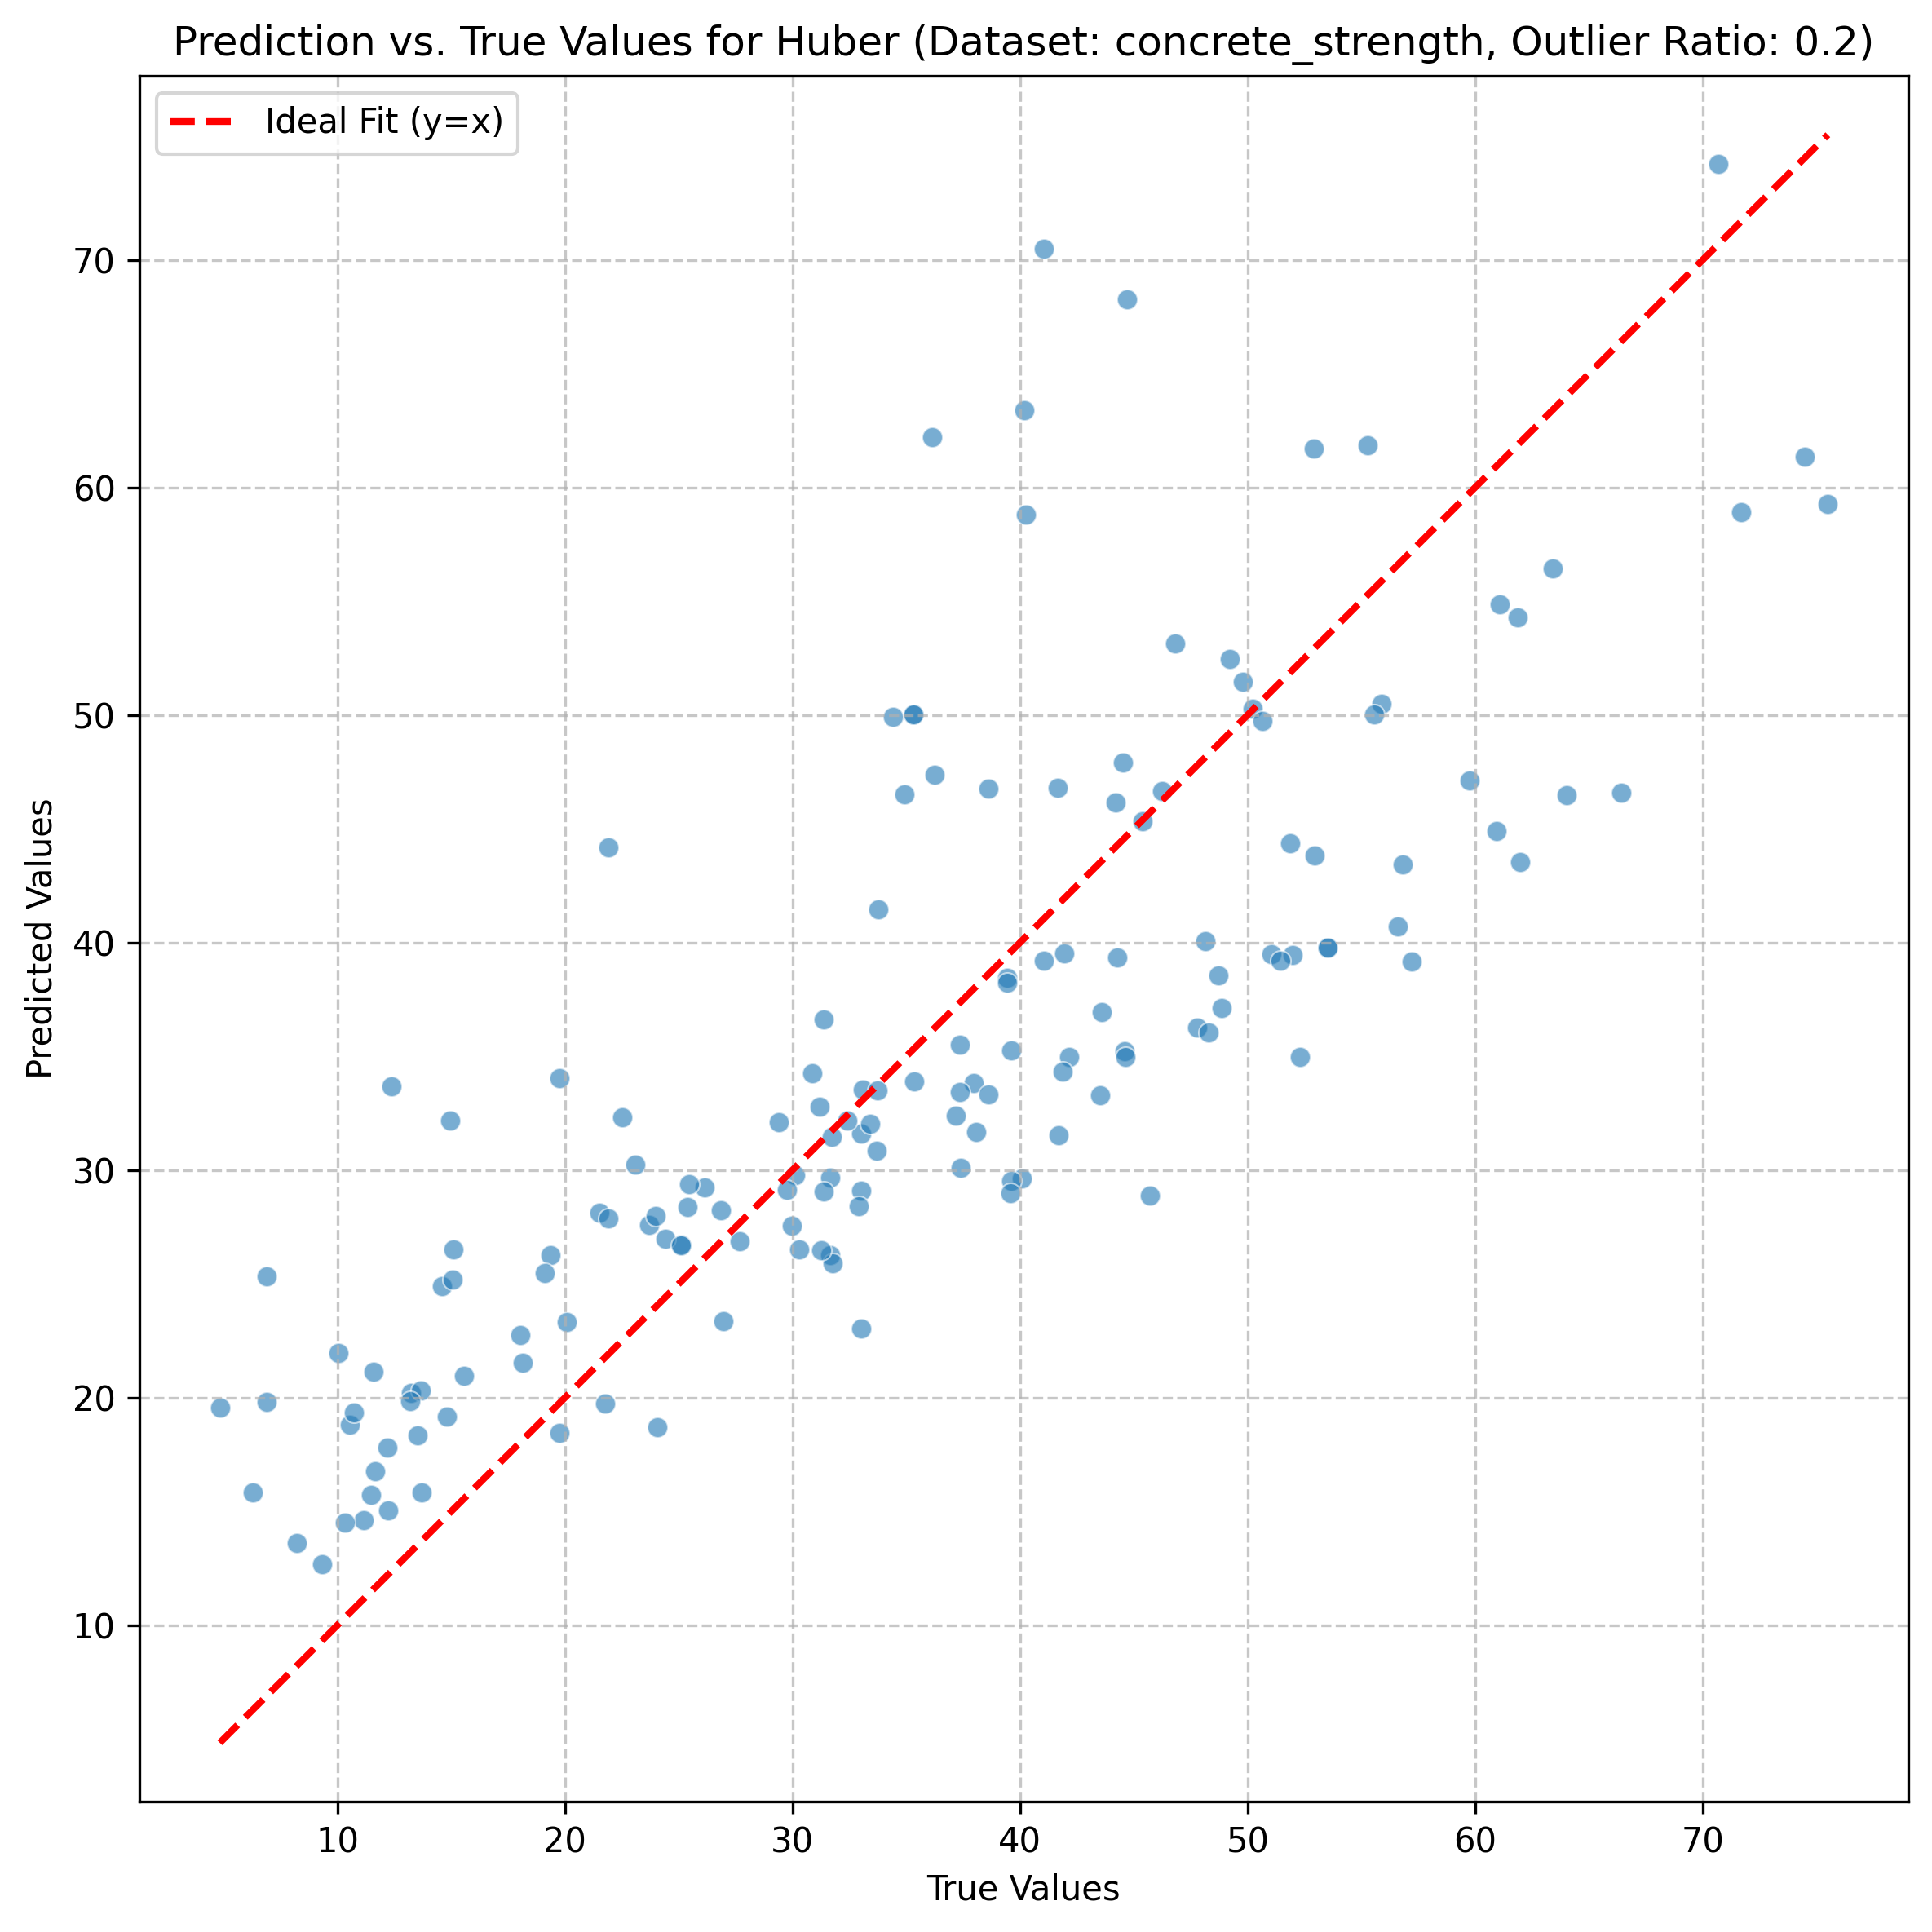 Prediction vs. True Values for Huber (Dataset: concrete_strength, Outlier Ratio: 0.2)
Ideal Fit (y=x)
Predicted Values
70
60
50
40
30
20
10
10 20 30 40 50 60 70
True Values